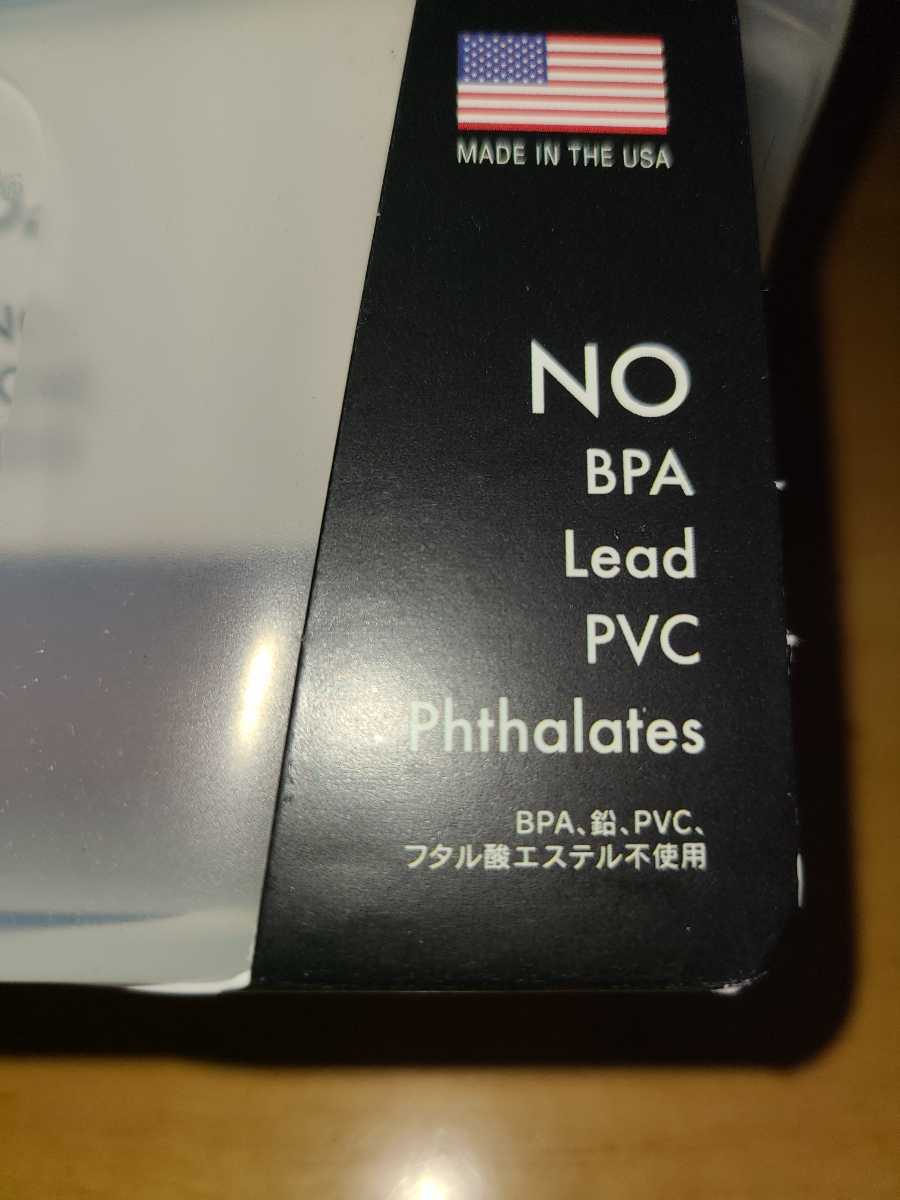 MADE IN THE USA
NO
BPA
Lead
PVC
Phthalates
BPA、鉛、PVC、
フタル酸エステル不使用